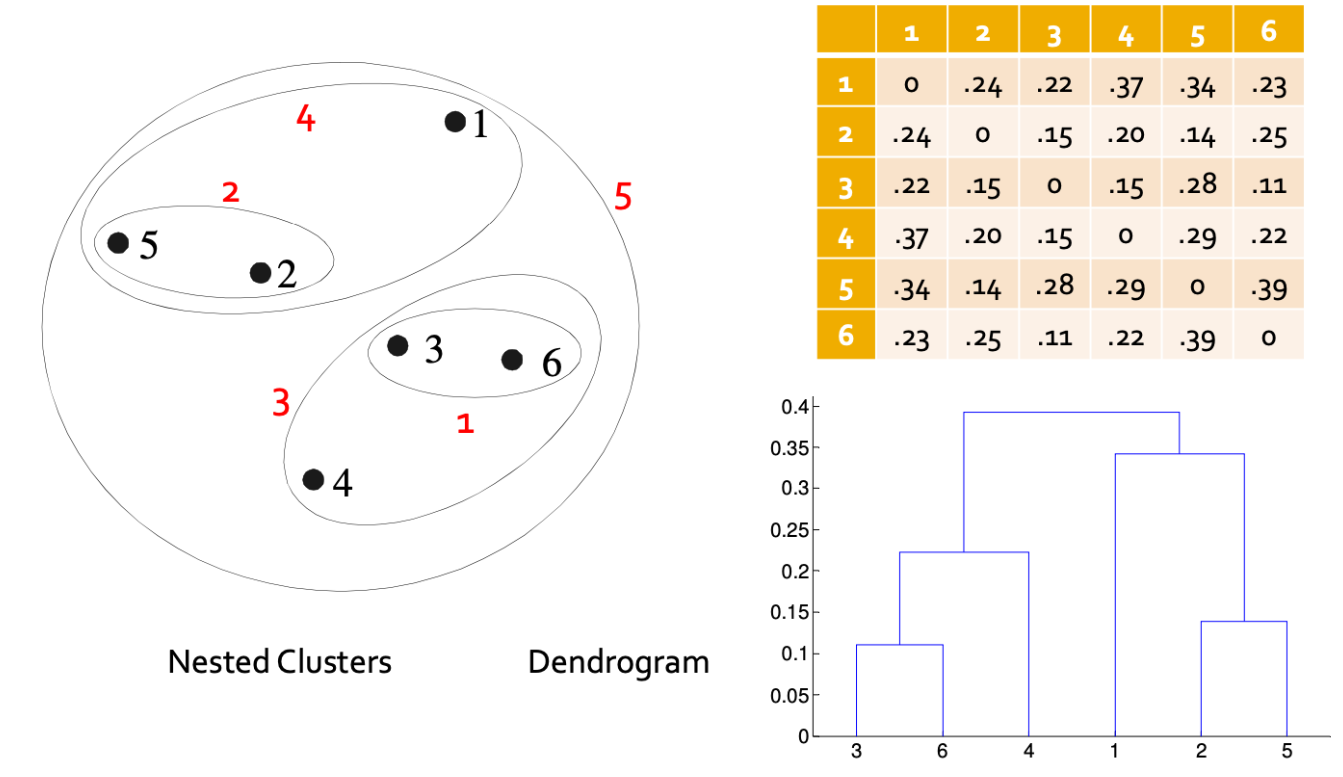 4
1
2
5
5
2
3
6
3
1
4
Nested Clusters
Dendrogram
1 2 3 4 5 6
1 0 .24 .22 .37 .34 .23
2 .24 0 .15 .20 .14 .25
3 .22 .15 0 .15 .28 .11
4 .37 .20 .15 0 .29 .22
5 .34 .14 .28 .29 0 .39
6 .23 .25 .11 .22 .39 0
0.4
0.35
0.3
0.25
0.2
0.15
0.1
0.05
0
3 6 4 1 2 5